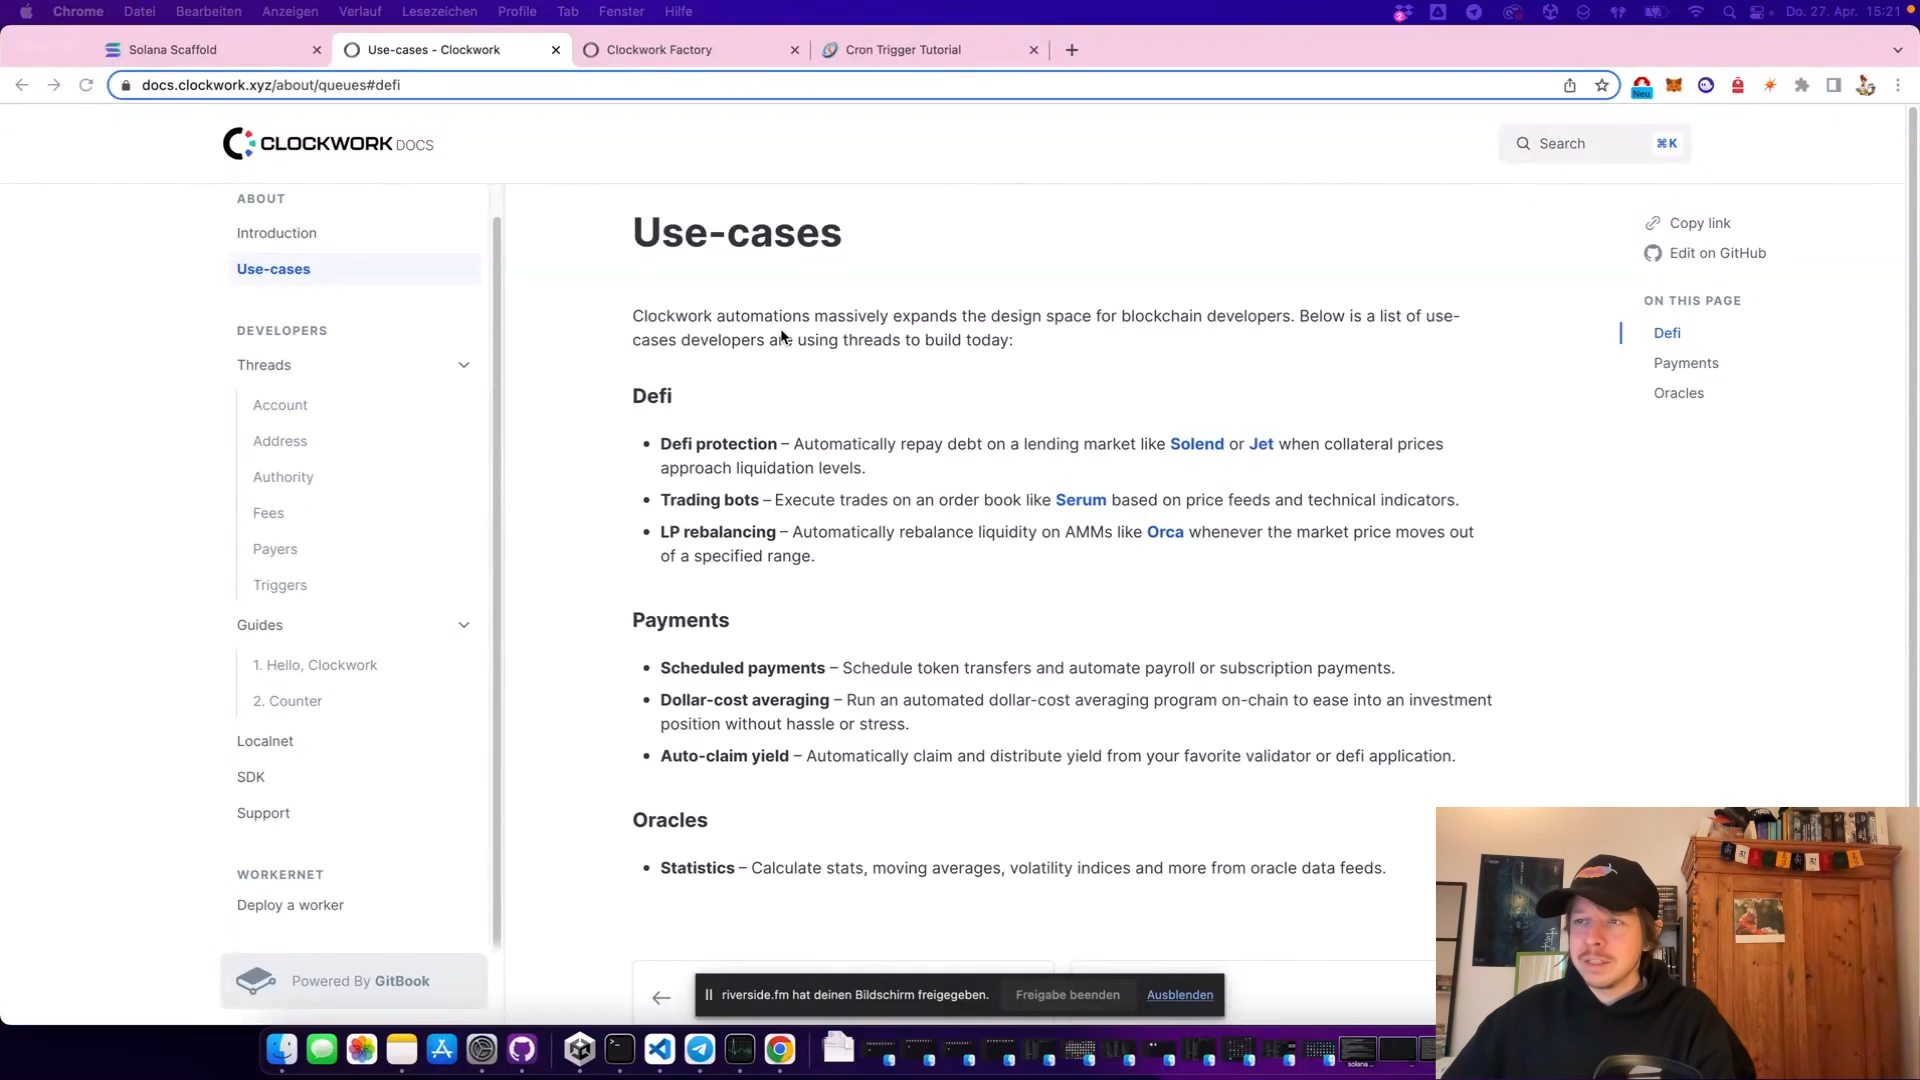 Chrome Datei Bearbeiten Anzeigen Verlauf Lesezeichen Profile Tab Fenster Hilfe
Do. 27. Apr. 15:21
Solana Scaffold
Use-cases - Clockwork
Clockwork Factory
Cron Trigger Tutorial
docs.clockwork.xyz/about/queues#defi
Neu
CLOCKWORK DOCS
Search ⌘K
ABOUT
Introduction
Use-cases
DEVELOPERS
Threads
Account
Address
Authority
Fees
Payers
Triggers
Guides
1. Hello, Clockwork
2. Counter
Localnet
SDK
Support
WORKERNET
Deploy a worker
Powered By GitBook
Use-cases
Clockwork automations massively expands the design space for blockchain developers. Below is a list of use-
cases developers are using threads to build today:
Defi
• Defi protection – Automatically repay debt on a lending market like Solend or Jet when collateral prices
approach liquidation levels.
• Trading bots – Execute trades on an order book like Serum based on price feeds and technical indicators.
• LP rebalancing – Automatically rebalance liquidity on AMMs like Orca whenever the market price moves out
of a specified range.
Payments
• Scheduled payments – Schedule token transfers and automate payroll or subscription payments.
• Dollar-cost averaging – Run an automated dollar-cost averaging program on-chain to ease into an investment
position without hassle or stress.
• Auto-claim yield – Automatically claim and distribute yield from your favorite validator or defi application.
Oracles
• Statistics – Calculate stats, moving averages, volatility indices and more from oracle data feeds.
Copy link
Edit on GitHub
ON THIS PAGE
Defi
Payments
Oracles
riverside.fm hat deinen Bildschirm freigegeben. Freigabe beenden Ausblenden